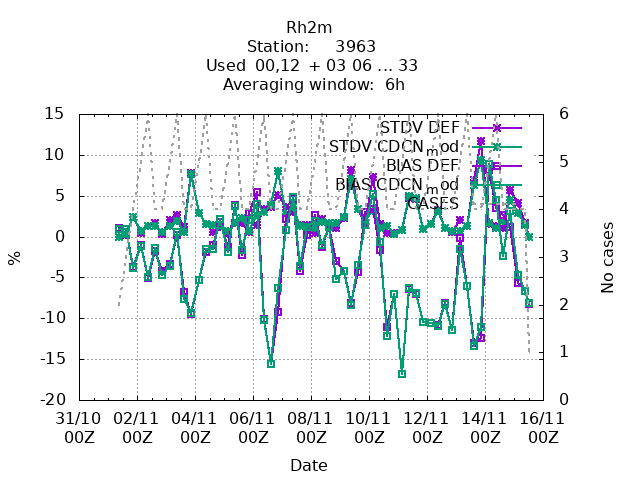 Rh2m
Station: 3963
Used 00,12 + 03 06 ... 33
Averaging window: 6h
15
10
5
0
-5
-10
-15
-20
%
6
5
4
3
2
1
0
No cases
STDV DEF
STDV CDCN_mod
BIAS DEF
BIAS CDCN_mod
CASES
31/10 02/11 04/11 06/11 08/11 10/11 12/11 14/11 16/11
00Z 00Z 00Z 00Z 00Z 00Z 00Z 00Z 00Z
Date